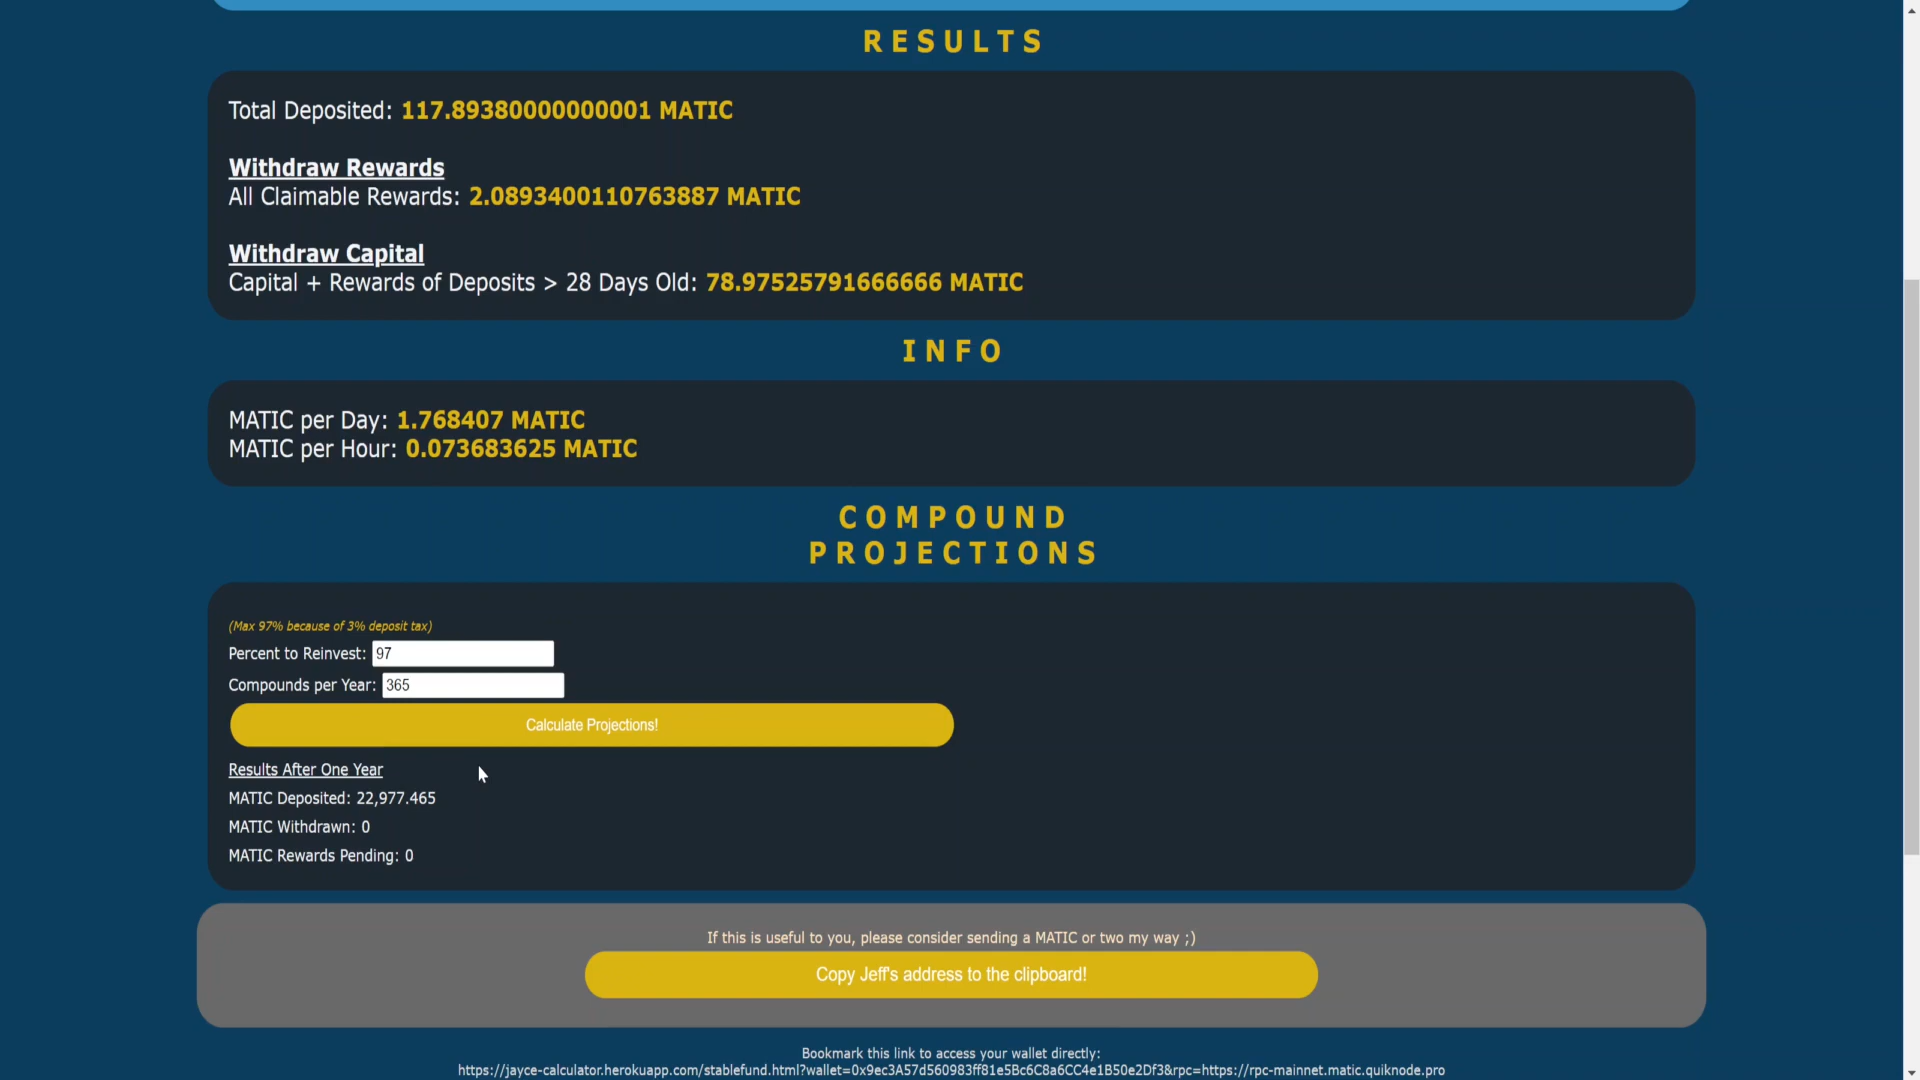 RESULTS
Total Deposited: 117.89380000000001 MATIC
Withdraw Rewards
All Claimable Rewards: 2.0893400110763887 MATIC
Withdraw Capital
Capital + Rewards of Deposits > 28 Days Old: 78.97525791666666 MATIC
INFO
MATIC per Day: 1.768407 MATIC
MATIC per Hour: 0.073683625 MATIC
COMPOUND
PROJECTIONS
(Max 97% because of 3% deposit tax)
Percent to Reinvest: 97
Compounds per Year: 365
Calculate Projections!
Results After One Year
MATIC Deposited: 22,977.465
MATIC Withdrawn: 0
MATIC Rewards Pending: 0
If this is useful to you, please consider sending a MATIC or two my way ;)
Copy Jeff's address to the clipboard!
Bookmark this link to access your wallet directly:
https://jayce-calculator.herokuapp.com/stablefund.html?wallet=0x9ec3A57d560983ff81e5Bc6C8a6CC4e1B50e2Df3&rpc=https://rpc-mainnet.matic.quiknode.pro